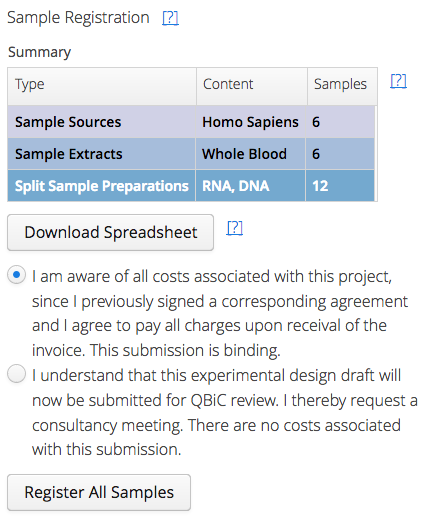 Sample Registration [?]
Summary
Type Content Samples [?]
Sample Sources Homo Sapiens 6
Sample Extracts Whole Blood 6
Split Sample Preparations RNA, DNA 12
Download Spreadsheet [?]
I am aware of all costs associated with this project,
since I previously signed a corresponding agreement
and I agree to pay all charges upon receival of the
invoice. This submission is binding.
I understand that this experimental design draft will
now be submitted for QBiC review. I thereby request a
consultancy meeting. There are no costs associated
with this submission.
Register All Samples